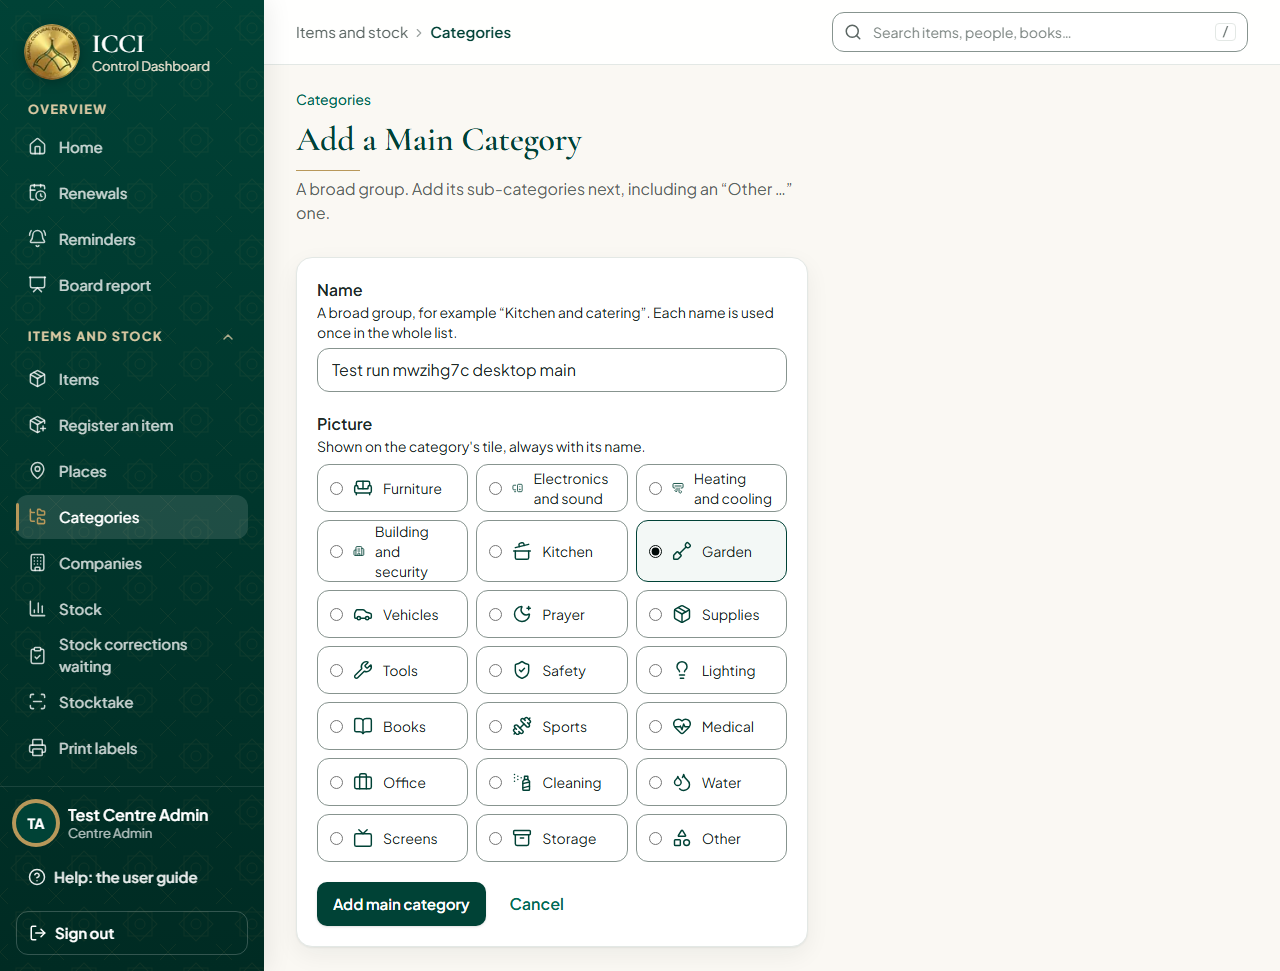 ICCI
Control Dashboard
OVERVIEW
Home
Renewals
Reminders
Board report
ITEMS AND STOCK
Items
Register an item
Places
Categories
Companies
Stock
Stock corrections
waiting
Stocktake
Print labels
TA
Test Centre Admin
Centre Admin
Help: the user guide
Sign out
Items and stock › Categories
Search items, people, books…
/
Categories
Add a Main Category
A broad group. Add its sub-categories next, including an “Other …”
one.
Name
A broad group, for example “Kitchen and catering”. Each name is used
once in the whole list.
Test run mwzihg7c desktop main
Picture
Shown on the category's tile, always with its name.
Furniture
Electronics
and sound
Heating
and cooling
Building
and
security
Kitchen
Garden
Vehicles
Prayer
Supplies
Tools
Safety
Lighting
Books
Sports
Medical
Office
Cleaning
Water
Screens
Storage
Other
Add main category
Cancel